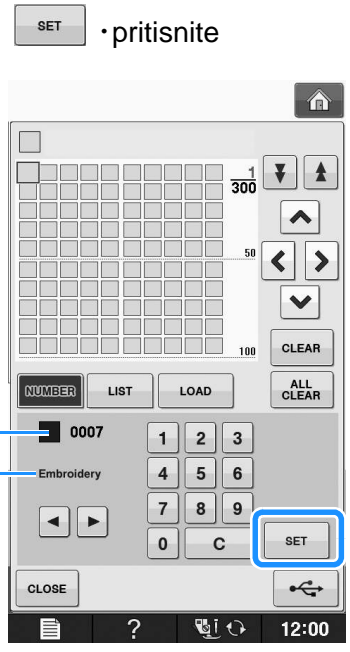 SET ·pritisnite
1
300
50
100
CLEAR
NUMBER LIST LOAD ALL CLEAR
0007
1 2 3
Embroidery 4 5 6
7 8 9
0 C SET
CLOSE
? 12:00